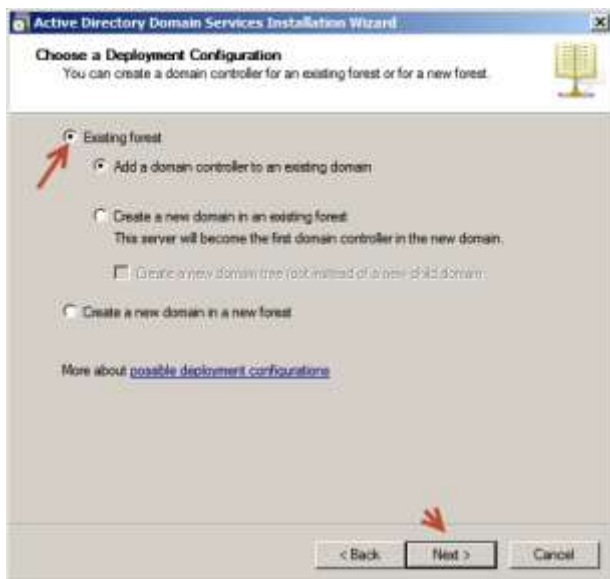 Active Directory Domain Services Installation Wizard
Choose a Deployment Configuration
You can create a domain controller for an existing forest or for a new forest.
Existing forest
Add a domain controller to an existing domain
Create a new domain in an existing forest
This server will become the first domain controller in the new domain.
Create a new domain tree root instead of a new child domain
Create a new domain in a new forest
More about possible deployment configurations
< Back
Next >
Cancel